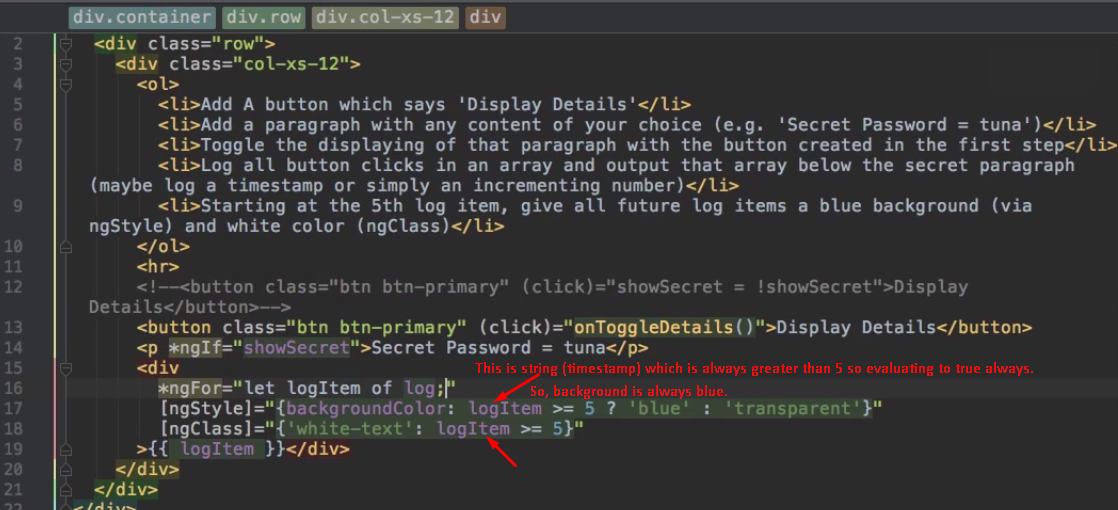 div.container div.row div.col-xs-12 div
2 <div class="row">
3 <div class="col-xs-12">
4 <ol>
5 <li>Add A button which says 'Display Details'</li>
6 <li>Add a paragraph with any content of your choice (e.g. 'Secret Password = tuna')</li>
7 <li>Toggle the displaying of that paragraph with the button created in the first step</li>
8 <li>Log all button clicks in an array and output that array below the secret paragraph
(maybe log a timestamp or simply an incrementing number)</li>
9 <li>Starting at the 5th log item, give all future log items a blue background (via
ngStyle) and white color (ngClass)</li>
10 </ol>
11 <hr>
12 <!--<button class="btn btn-primary" (click)="showSecret = !showSecret">Display
Details</button>-->
13 <button class="btn btn-primary" (click)="onToggleDetails()">Display Details</button>
14 <p *ngIf="showSecret">Secret Password = tuna</p>
15 <div
This is string (timestamp) which is always greater than 5 so evaluating to true always.
16 *ngFor="let logItem of log;"
So, background is always blue.
17 [ngStyle]="{backgroundColor: logItem >= 5 ? 'blue' : 'transparent'}"
18 [ngClass]="{'white-text': logItem >= 5}"
19 >{{ logItem }}</div>
20 </div>
21 </div>
22 </div>